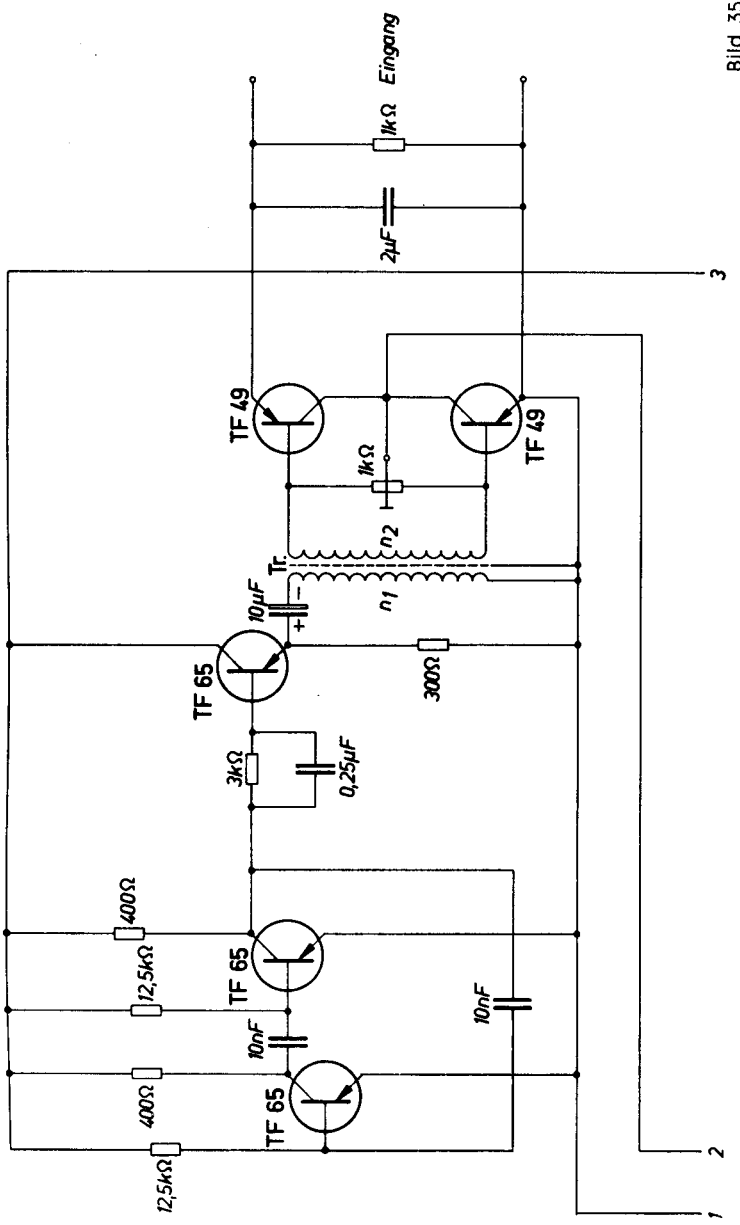 12,5kΩ
400Ω
12,5kΩ
400Ω
10nF
TF 65
TF 65
10nF
3kΩ
0,25µF
TF 65
300Ω
10µF
+ −
Tr.
n1
n2
1kΩ
TF 49
TF 49
2µF
1kΩ
Eingang
1
2
3
Bild 35